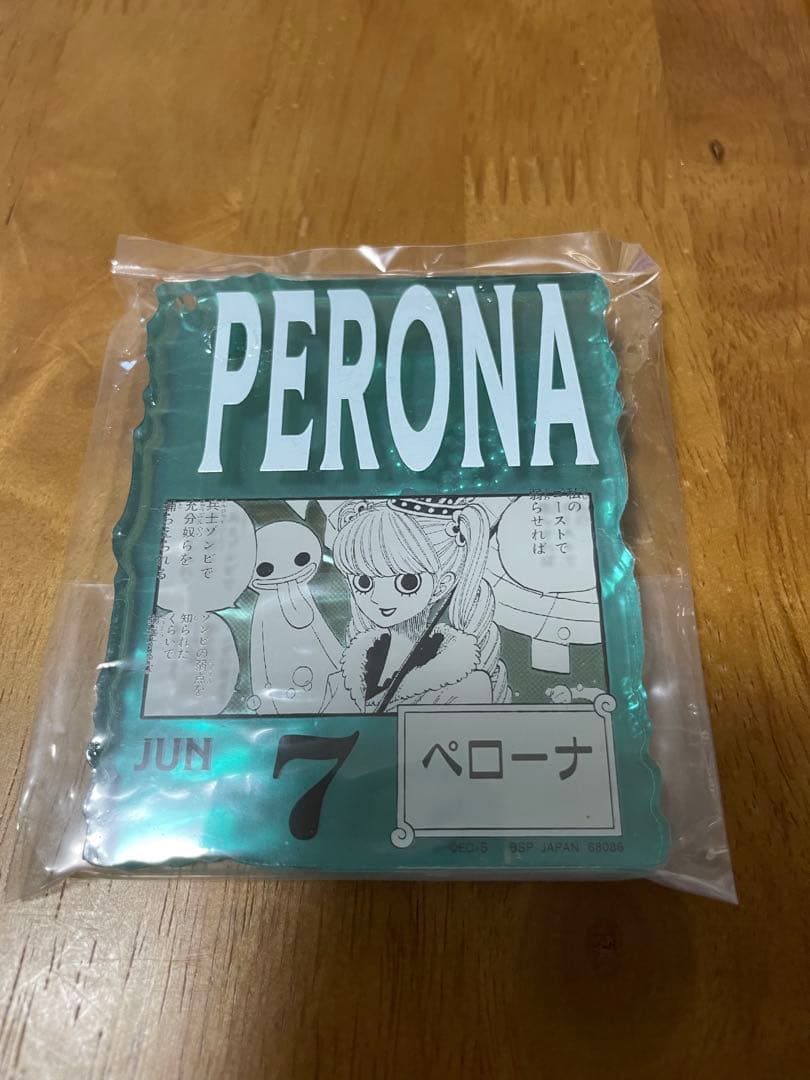 PERONA
私の
ゴーストで
弱らせれば
兵士ゾンビで
充分奴らを
捕らえられる
ゾンビの弱点を
知られた
くらいで
JUN
7
ペローナ
©EO/S BSP JAPAN 68086